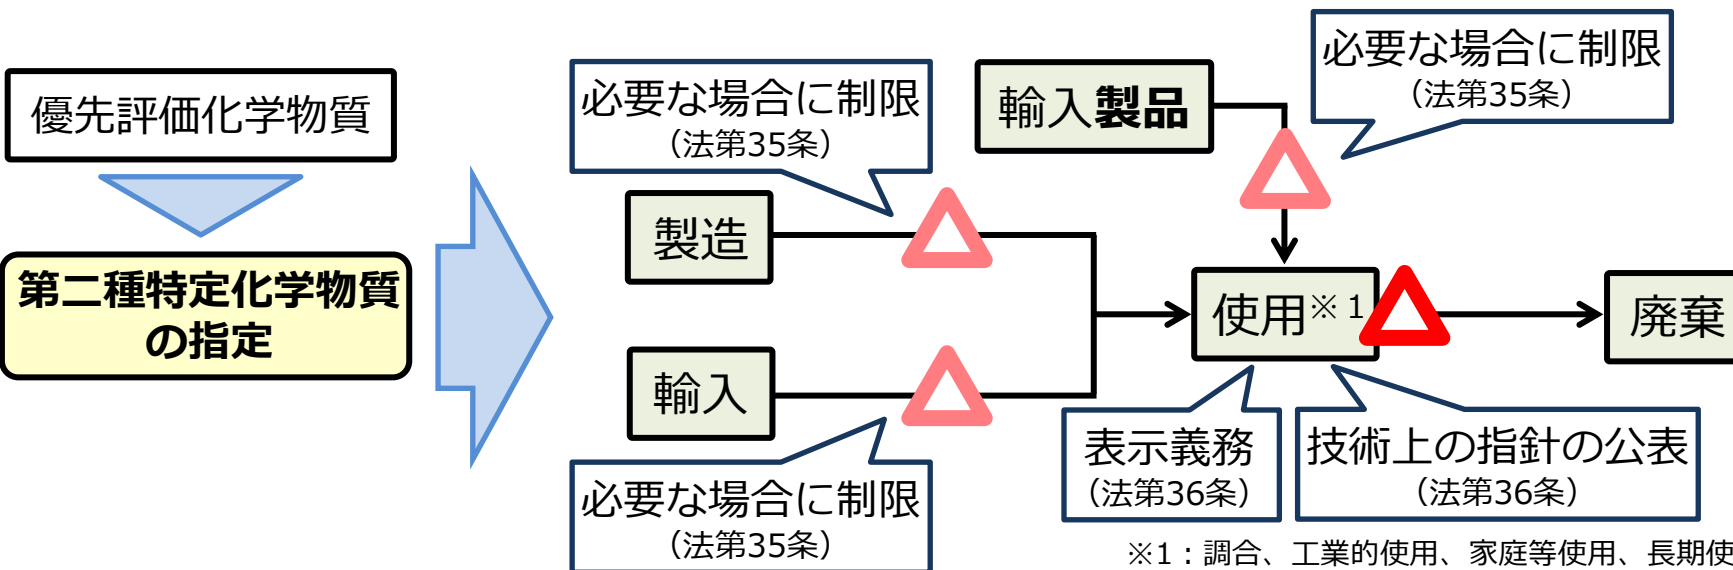 優先評価化学物質
第二種特定化学物質
の指定
必要な場合に制限
（法第35条）
輸入製品
必要な場合に制限
（法第35条）
製造
輸入
必要な場合に制限
（法第35条）
使用※1
廃棄
表示義務
（法第36条）
技術上の指針の公表
（法第36条）
※1：調合、工業的使用、家庭等使用、長期使